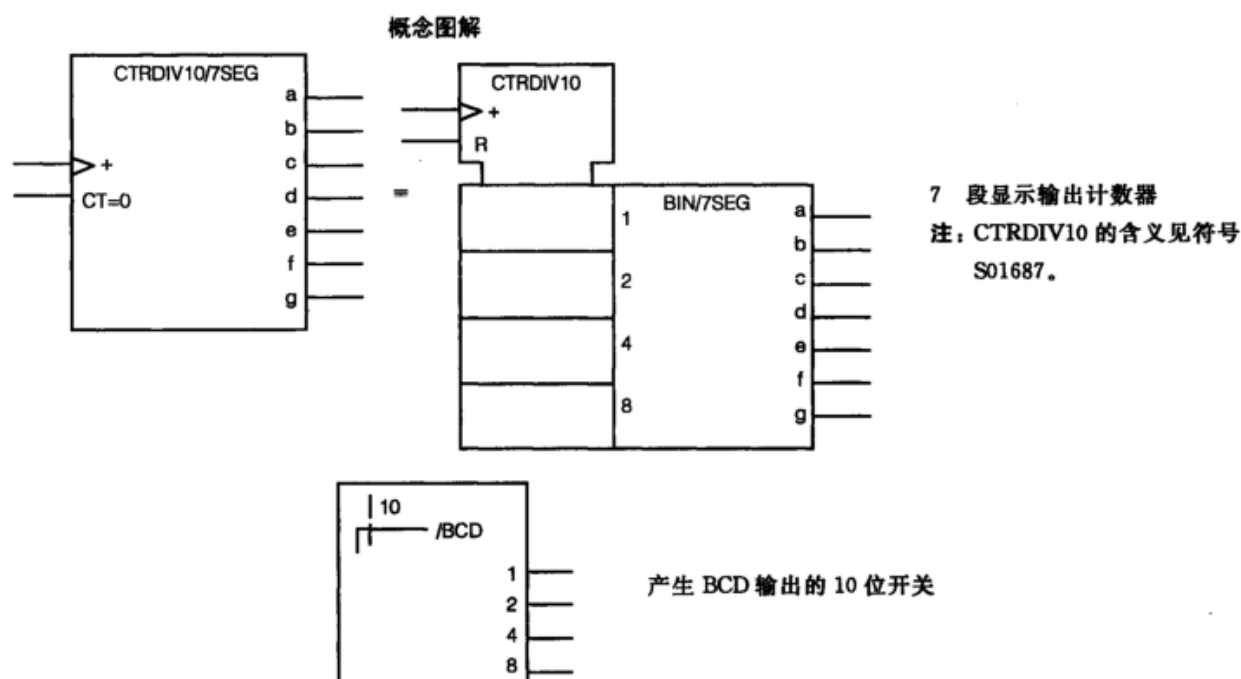 概念图解
CTRDIV10/7SEG
a
b
+
c
CT=0
d
e
f
g
=
CTRDIV10
+
R
BIN/7SEG
1
2
4
8
a
b
c
d
e
f
g
7 段显示输出计数器
注：CTRDIV10 的含义见符号
S01687。
10
/BCD
1
2
4
8
产生 BCD 输出的 10 位开关